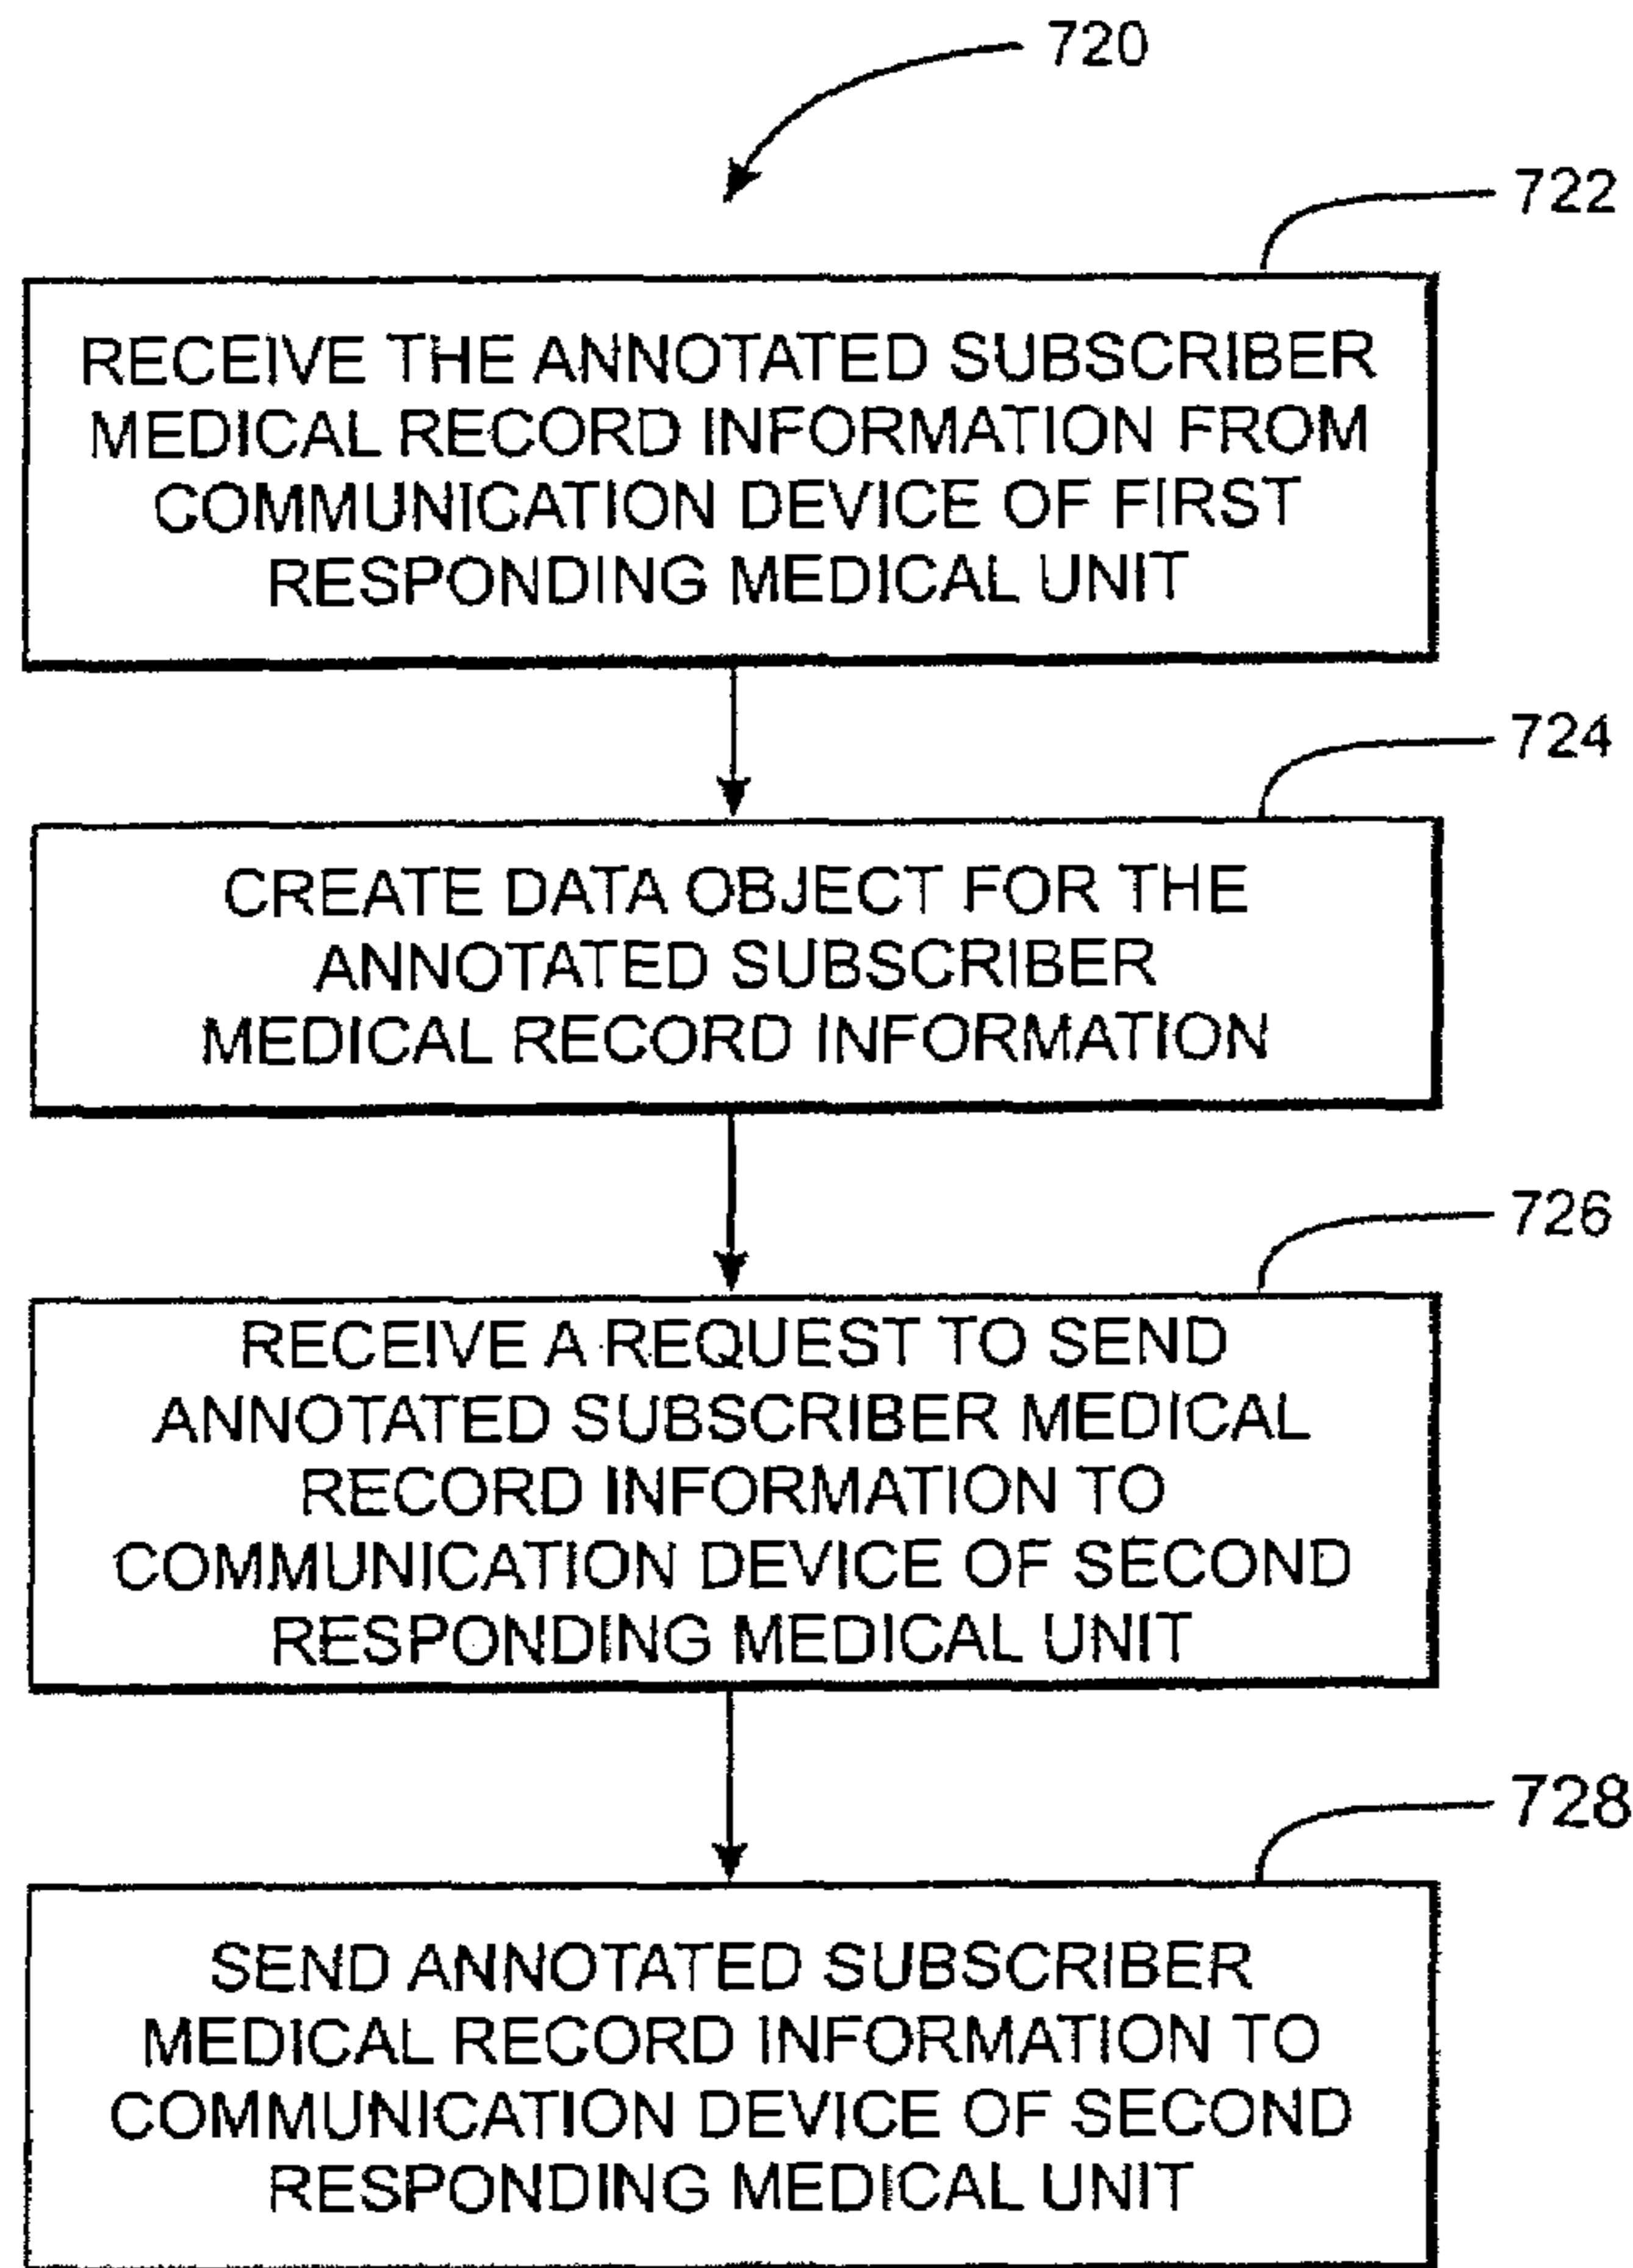 720
722
RECEIVE THE ANNOTATED SUBSCRIBER
MEDICAL RECORD INFORMATION FROM
COMMUNICATION DEVICE OF FIRST
RESPONDING MEDICAL UNIT
724
CREATE DATA OBJECT FOR THE
ANNOTATED SUBSCRIBER
MEDICAL RECORD INFORMATION
726
RECEIVE A REQUEST TO SEND
ANNOTATED SUBSCRIBER MEDICAL
RECORD INFORMATION TO
COMMUNICATION DEVICE OF SECOND
RESPONDING MEDICAL UNIT
728
SEND ANNOTATED SUBSCRIBER
MEDICAL RECORD INFORMATION TO
COMMUNICATION DEVICE OF SECOND
RESPONDING MEDICAL UNIT